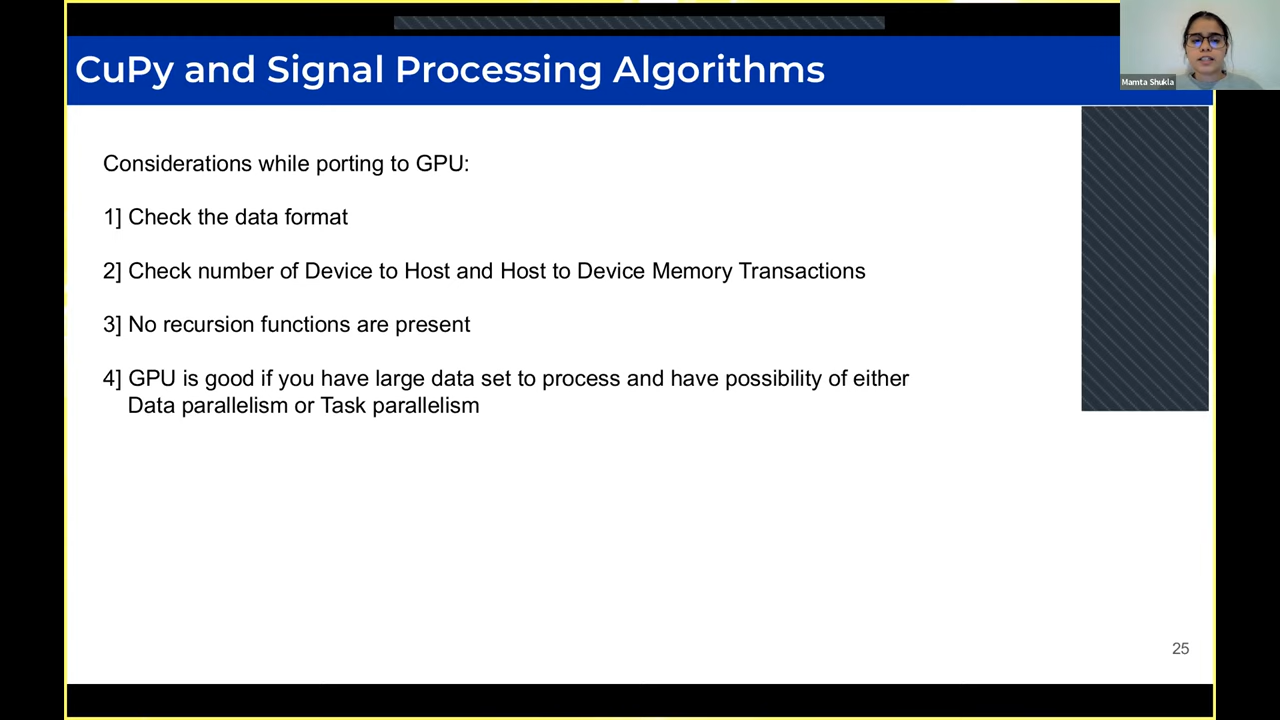 CuPy and Signal Processing Algorithms
Mamta Shukla
Considerations while porting to GPU:
1] Check the data format
2] Check number of Device to Host and Host to Device Memory Transactions
3] No recursion functions are present
4] GPU is good if you have large data set to process and have possibility of either
Data parallelism or Task parallelism
25